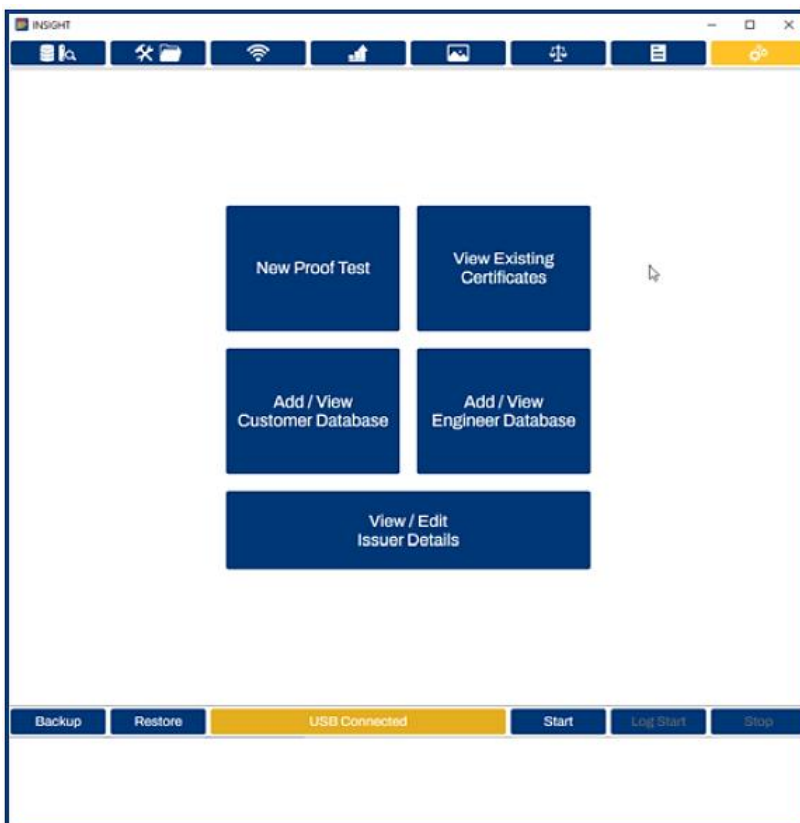 INSIGHT
New Proof Test
View Existing
Certificates
Add / View
Customer Database
Add / View
Engineer Database
View / Edit
Issuer Details
Backup
Restore
USB Connected
Start
Log Start
Stop